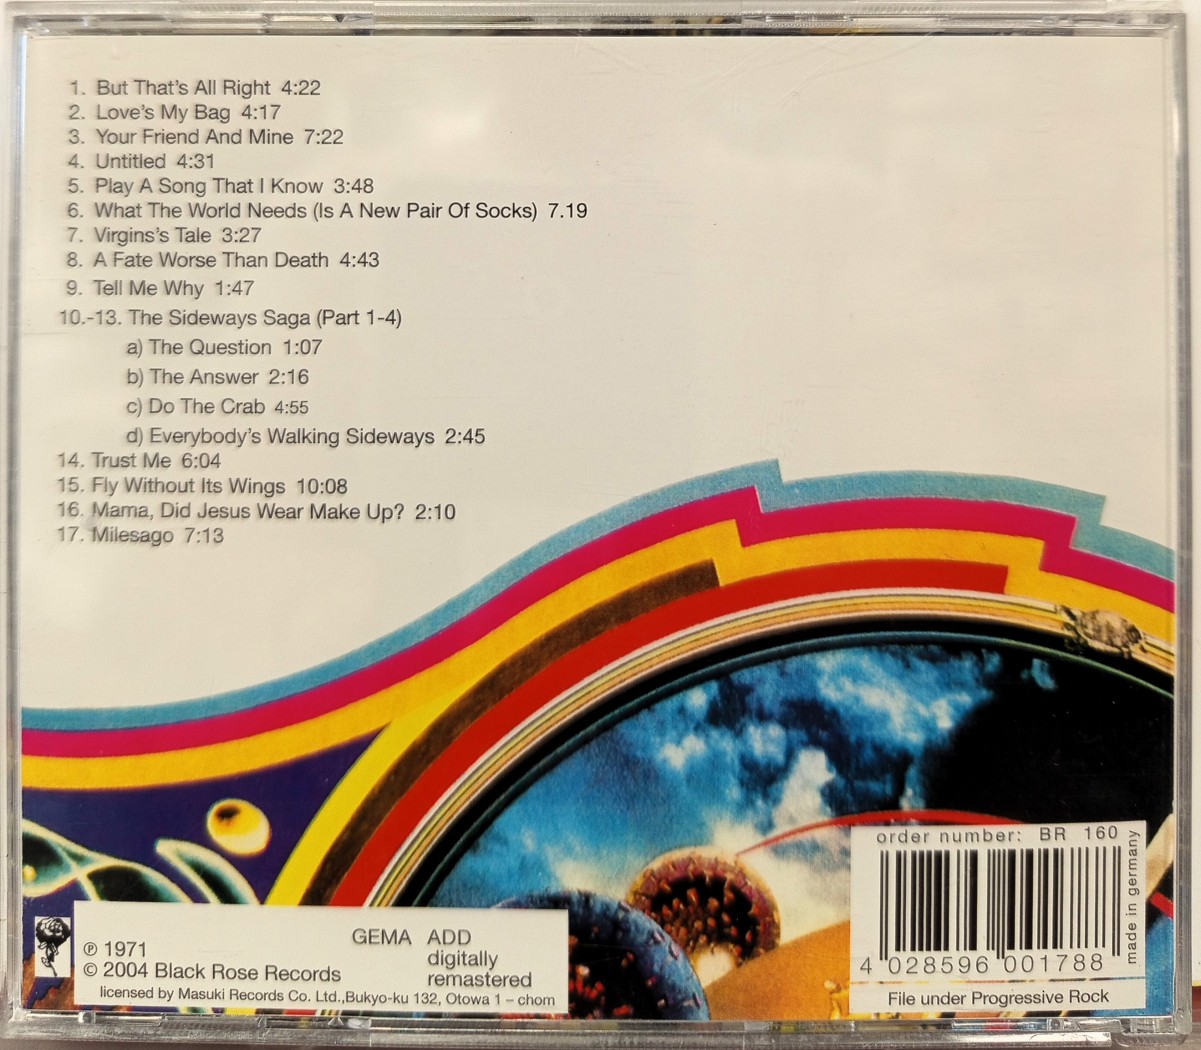 1. But That's All Right 4:22
2. Love's My Bag 4:17
3. Your Friend And Mine 7:22
4. Untitled 4:31
5. Play A Song That I Know 3:48
6. What The World Needs (Is A New Pair Of Socks) 7.19
7. Virgins's Tale 3:27
8. A Fate Worse Than Death 4:43
9. Tell Me Why 1:47
10.-13. The Sideways Saga (Part 1-4)
a) The Question 1:07
b) The Answer 2:16
c) Do The Crab 4:55
d) Everybody's Walking Sideways 2:45
14. Trust Me 6:04
15. Fly Without Its Wings 10:08
16. Mama, Did Jesus Wear Make Up? 2:10
17. Milesago 7:13
GEMA ADD
digitally
remastered
℗ 1971
© 2004 Black Rose Records
licensed by Masuki Records Co. Ltd.,Bukyo-ku 132, Otowa 1 – chom
order number: BR 160
made in germany
4 028596 001788
File under Progressive Rock